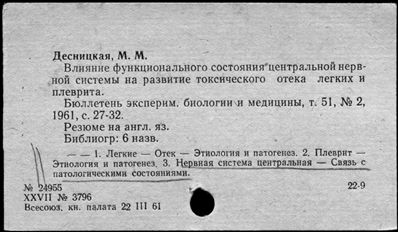 Десницкая, М. М.
Влияние функционального состояния центральной нерв-
ной системы на развитие токсического отека легких и
плеврита.
Бюллетень эксперим. биологии и медицины, т. 51, № 2,
1961, с. 27-32.
Резюме на англ. яз.
Библиогр: 6 назв.
— — 1. Легкие — Отек — Этиология и патогенез. 2. Плеврит —
Этиология и патогенез. 3. Нервная система центральная — Связь с
патологическими состояниями.
№ 24955
22-9
XXVII № 3796
Всесоюз. кн. палата 22 III 61